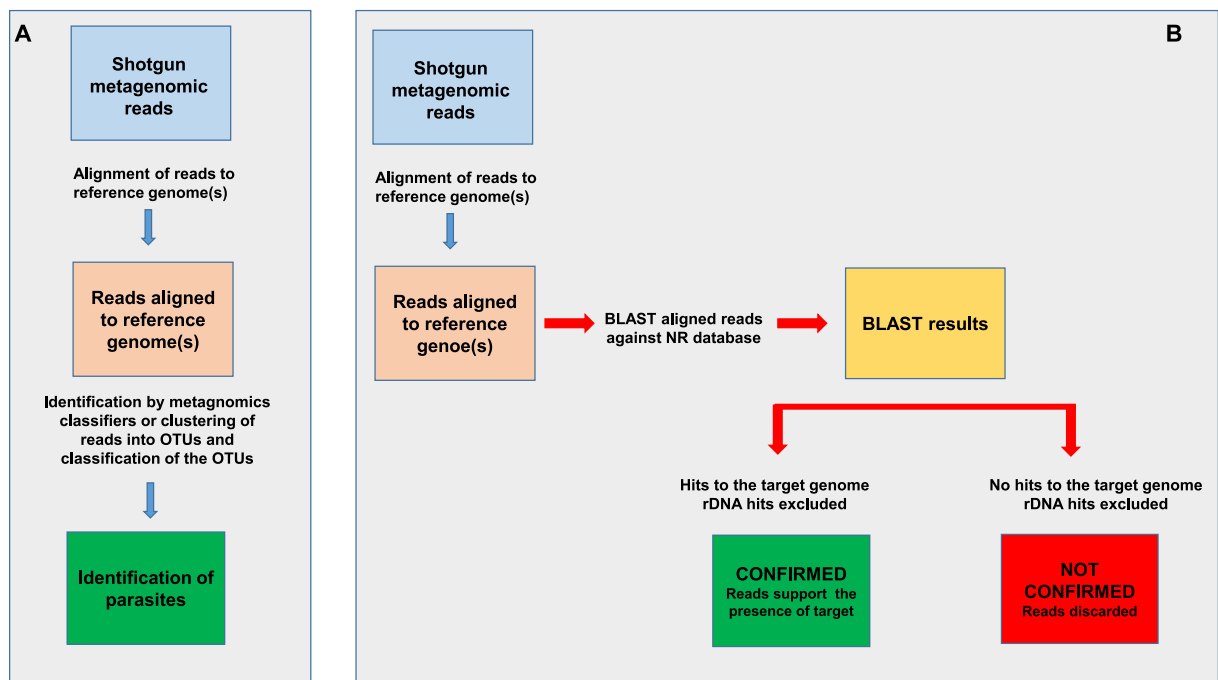 A
Shotgun
metagenomic
reads
Alignment of reads to
reference genome(s)
Reads aligned
to reference
genome(s)
Identification by metagnomics
classifiers or clustering of
reads into OTUs and
classification of the OTUs
Identification of
parasites
B
Shotgun
metagenomic
reads
Alignment of reads to
reference genome(s)
Reads aligned
to reference
genoe(s)
BLAST aligned reads
against NR database
BLAST results
Hits to the target genome
rDNA hits excluded
No hits to the target genome
rDNA hits excluded
CONFIRMED
Reads support the
presence of target
NOT
CONFIRMED
Reads discarded